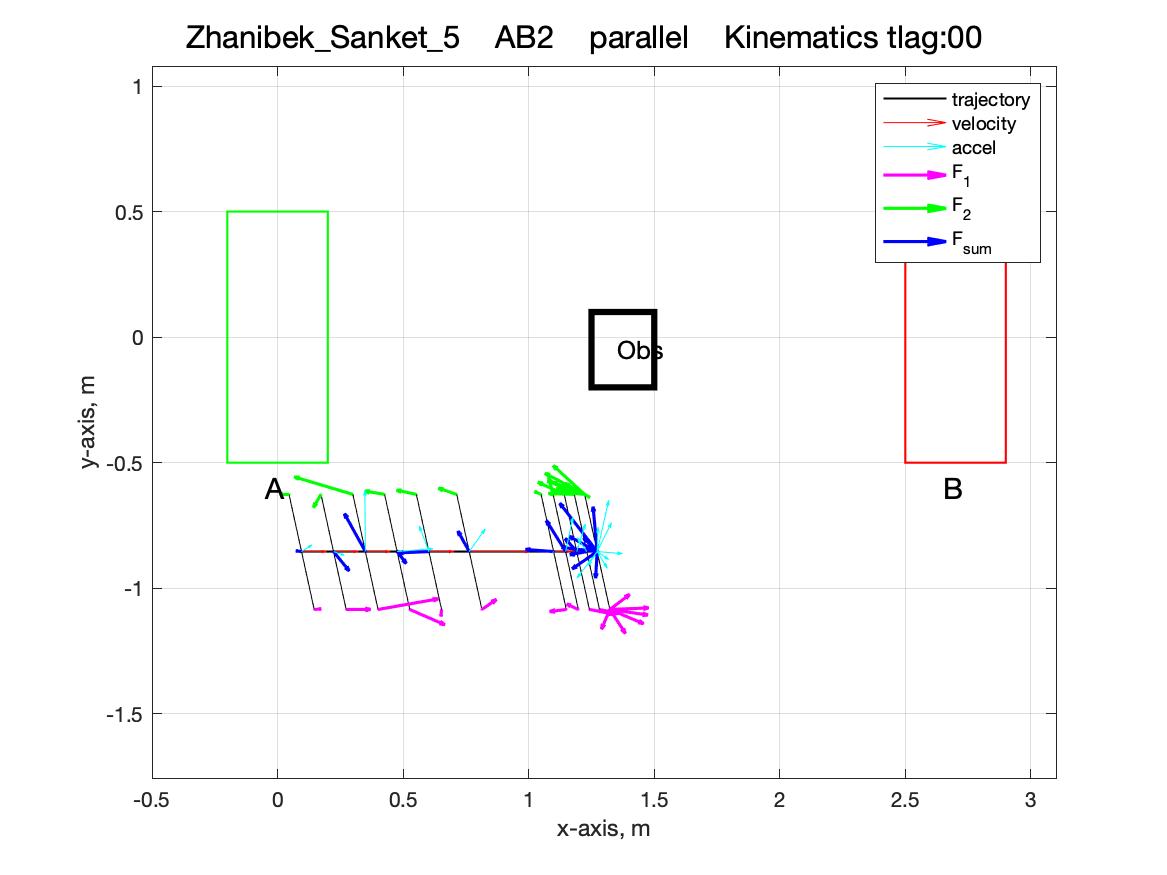 Zhanibek_Sanket_5 AB2 parallel Kinematics tlag:00
trajectory
velocity
accel
F1
F2
Fsum
1
0.5
0
-0.5
-1
-1.5
y-axis, m
Obs
A
B
-0.5 0 0.5 1 1.5 2 2.5 3
x-axis, m